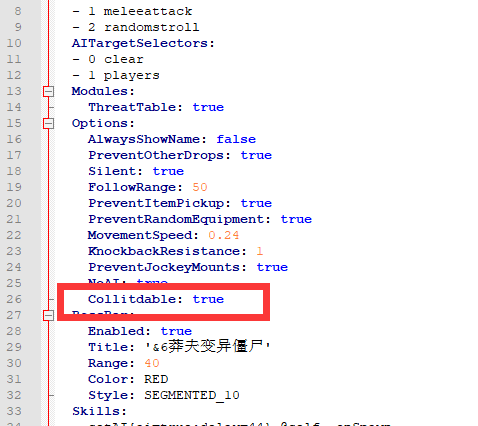 8 - 1 meleeattack
9 - 2 randomstroll
10 AITargetSelectors:
11 - 0 clear
12 - 1 players
13 Modules:
14 ThreatTable: true
15 Options:
16 AlwaysShowName: false
17 PreventOtherDrops: true
18 Silent: true
19 FollowRange: 50
20 PreventItemPickup: true
21 PreventRandomEquipment: true
22 MovementSpeed: 0.24
23 KnockbackResistance: 1
24 PreventJockeyMounts: true
25 NoAI: true
26 Collitdable: true
27 BossBar:
28 Enabled: true
29 Title: '&6莽夫变异僵尸'
30 Range: 40
31 Color: RED
32 Style: SEGMENTED_10
33 Skills: